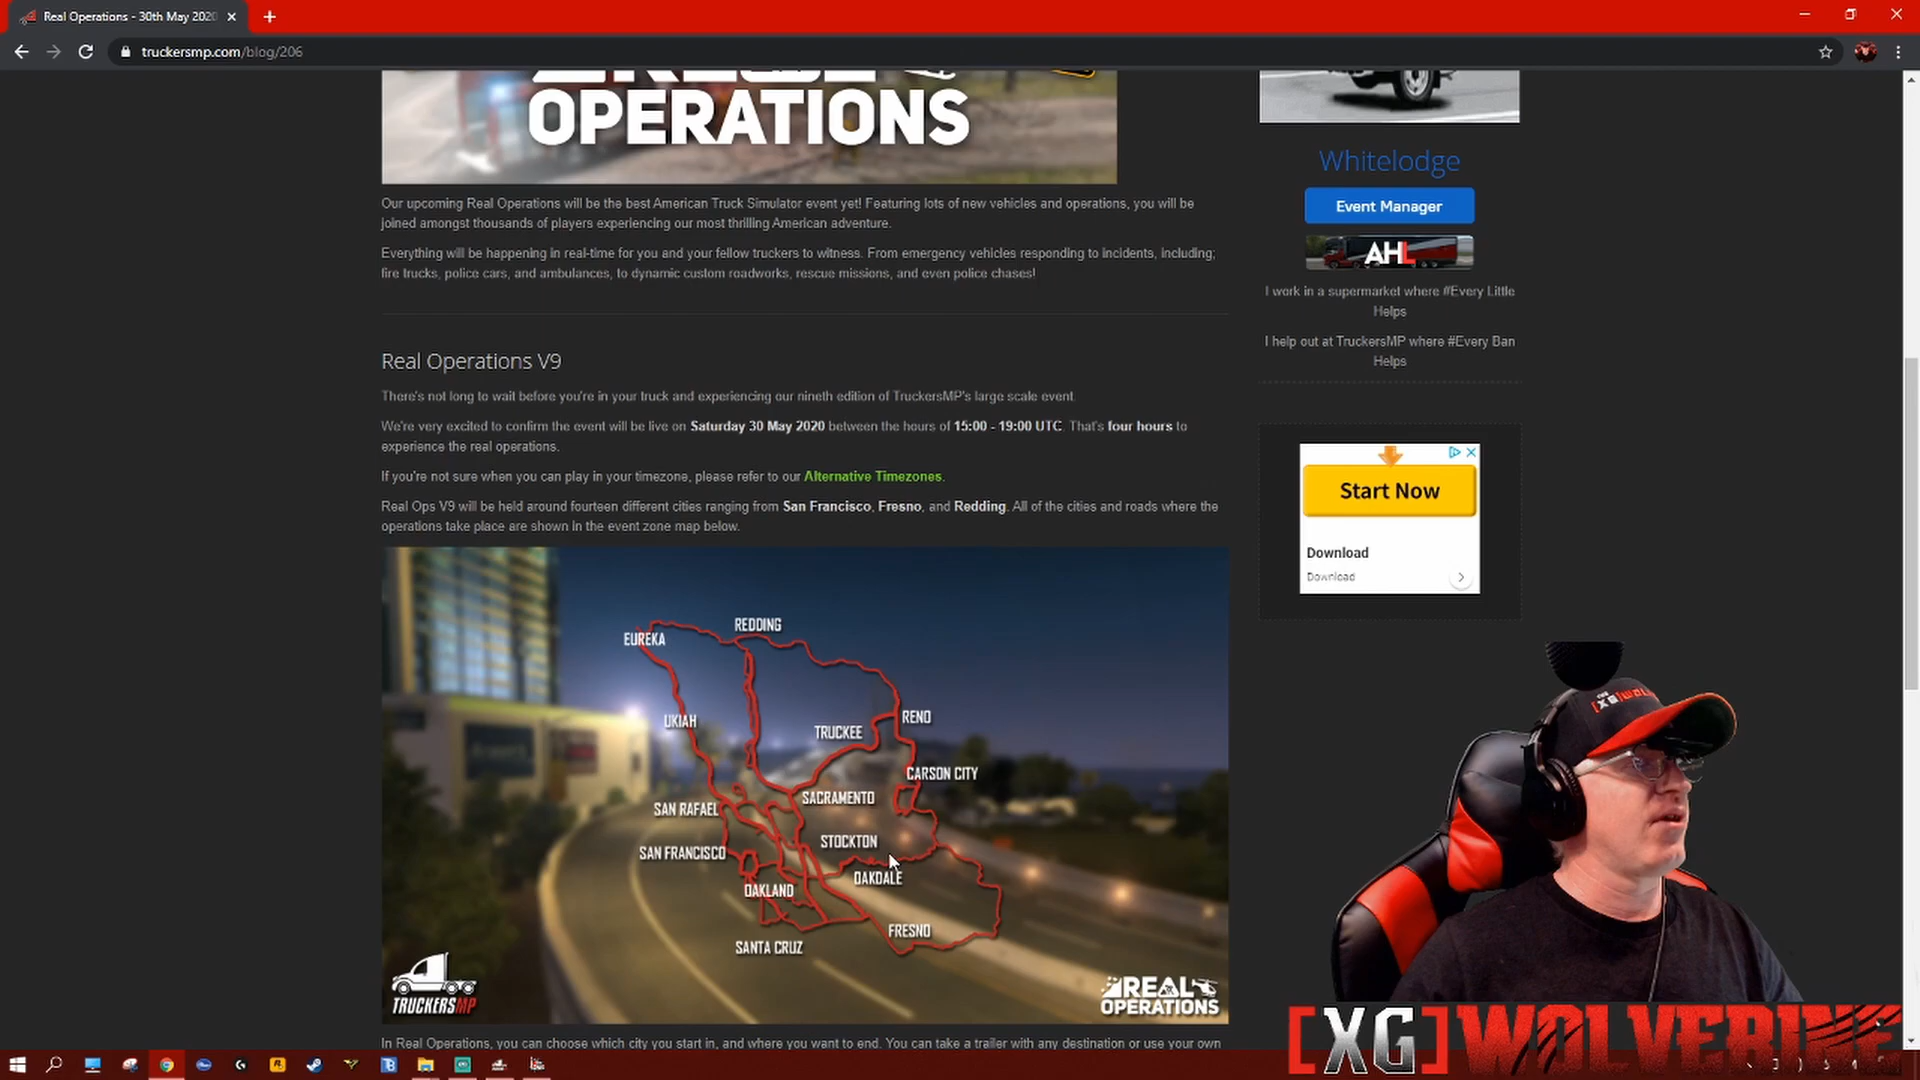 Real Operations - 30th May 2020
truckersmp.com/blog/206
OPERATIONS
Our upcoming Real Operations will be the best American Truck Simulator event yet! Featuring lots of new vehicles and operations, you will be
joined amongst thousands of players experiencing our most thrilling American adventure.
Everything will be happening in real-time for you and your fellow truckers to witness. From emergency vehicles responding to incidents, including;
fire trucks, police cars, and ambulances, to dynamic custom roadworks, rescue missions, and even police chases!
Real Operations V9
There's not long to wait before you're in your truck and experiencing our nineth edition of TruckersMP's large scale event.
We're very excited to confirm the event will be live on Saturday 30 May 2020 between the hours of 15:00 - 19:00 UTC. That's four hours to
experience the real operations.
If you're not sure when you can play in your timezone, please refer to our Alternative Timezones.
Real Ops V9 will be held around fourteen different cities ranging from San Francisco, Fresno, and Redding. All of the cities and roads where the
operations take place are shown in the event zone map below.
EUREKA
REDDING
UKIAH
RENO
TRUCKEE
CARSON CITY
SACRAMENTO
SAN RAFAEL
STOCKTON
SAN FRANCISCO
OAKDALE
OAKLAND
FRESNO
SANTA CRUZ
TRUCKERSMP
REAL
OPERATIONS
In Real Operations, you can choose which city you start in, and where you want to end. You can take a trailer with any destination or use your own
Whitelodge
Event Manager
AHL
I work in a supermarket where #Every Little
Helps
I help out at TruckersMP where #Every Ban
Helps
Start Now
Download
Download
[XG]WOLVERINE